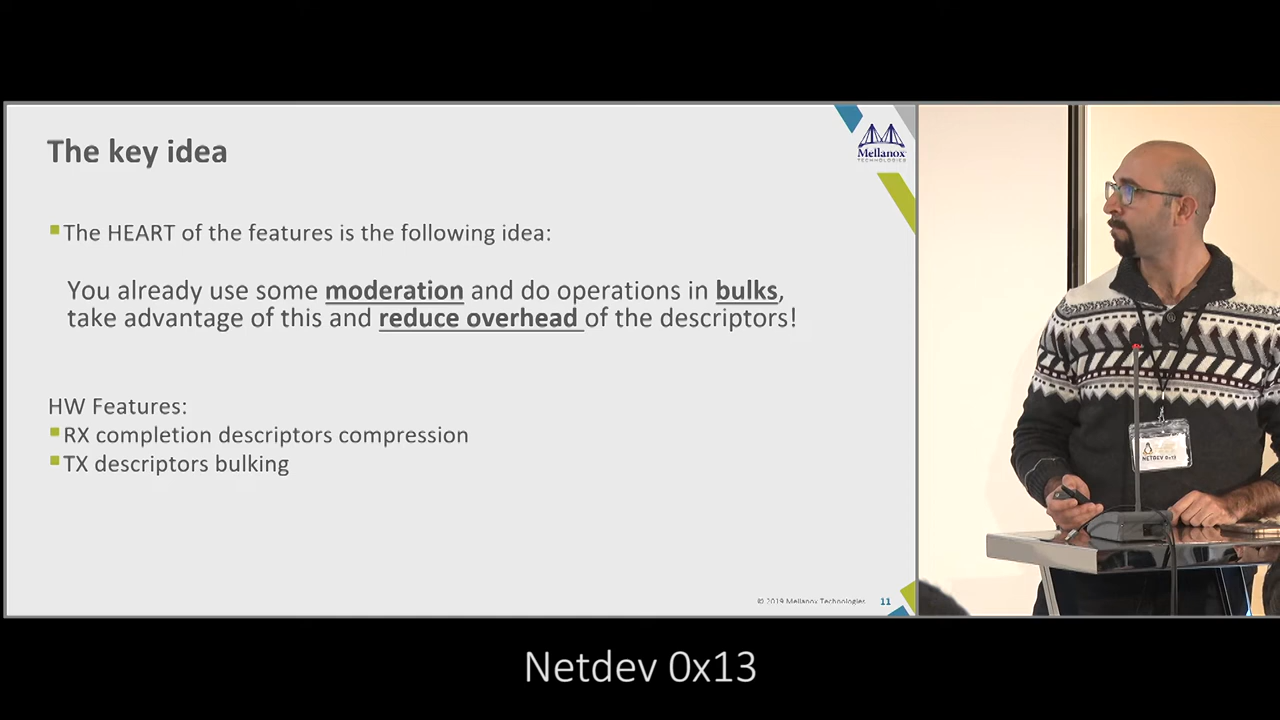 The key idea
Mellanox
TECHNOLOGIES
The HEART of the features is the following idea:
You already use some moderation and do operations in bulks,
take advantage of this and reduce overhead of the descriptors!
HW Features:
RX completion descriptors compression
TX descriptors bulking
© 2019 Mellanox Technologies
11
NETDEV 0x13
Netdev 0x13